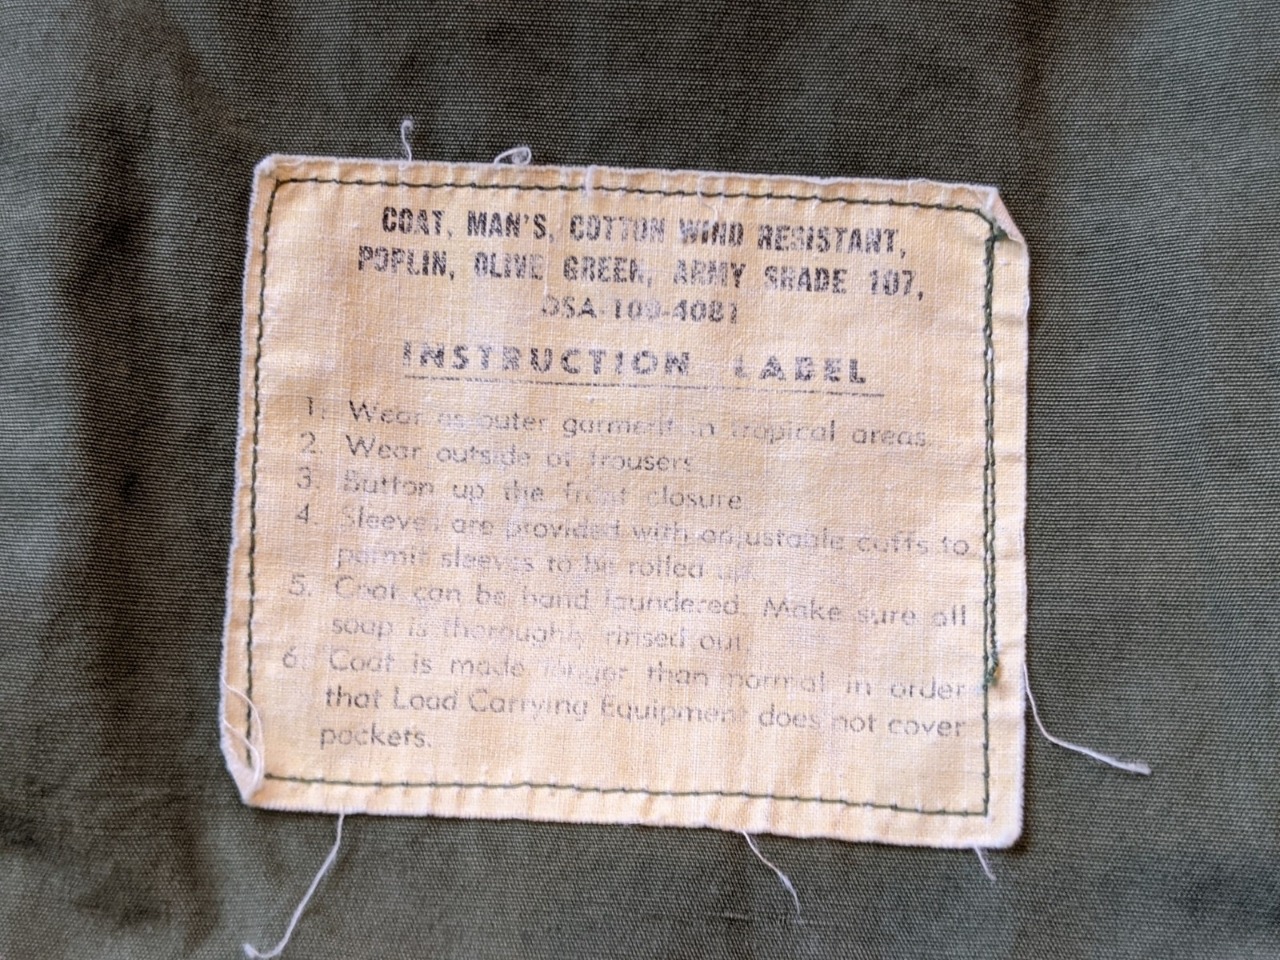 COAT, MAN'S, COTTON WIND RESISTANT,
POPLIN, OLIVE GREEN, ARMY SHADE 107,
DSA-109-4081
INSTRUCTION LABEL
1. Wear as outer garment in tropical areas.
2. Wear outside of trousers.
3. Button up the front closure.
4. Sleeves are provided with adjustable cuffs to
permit sleeves to be rolled up.
5. Coat can be hand laundered. Make sure all
soap is thoroughly rinsed out.
6. Coat is made longer than normal in order
that Load Carrying Equipment does not cover
pockets.